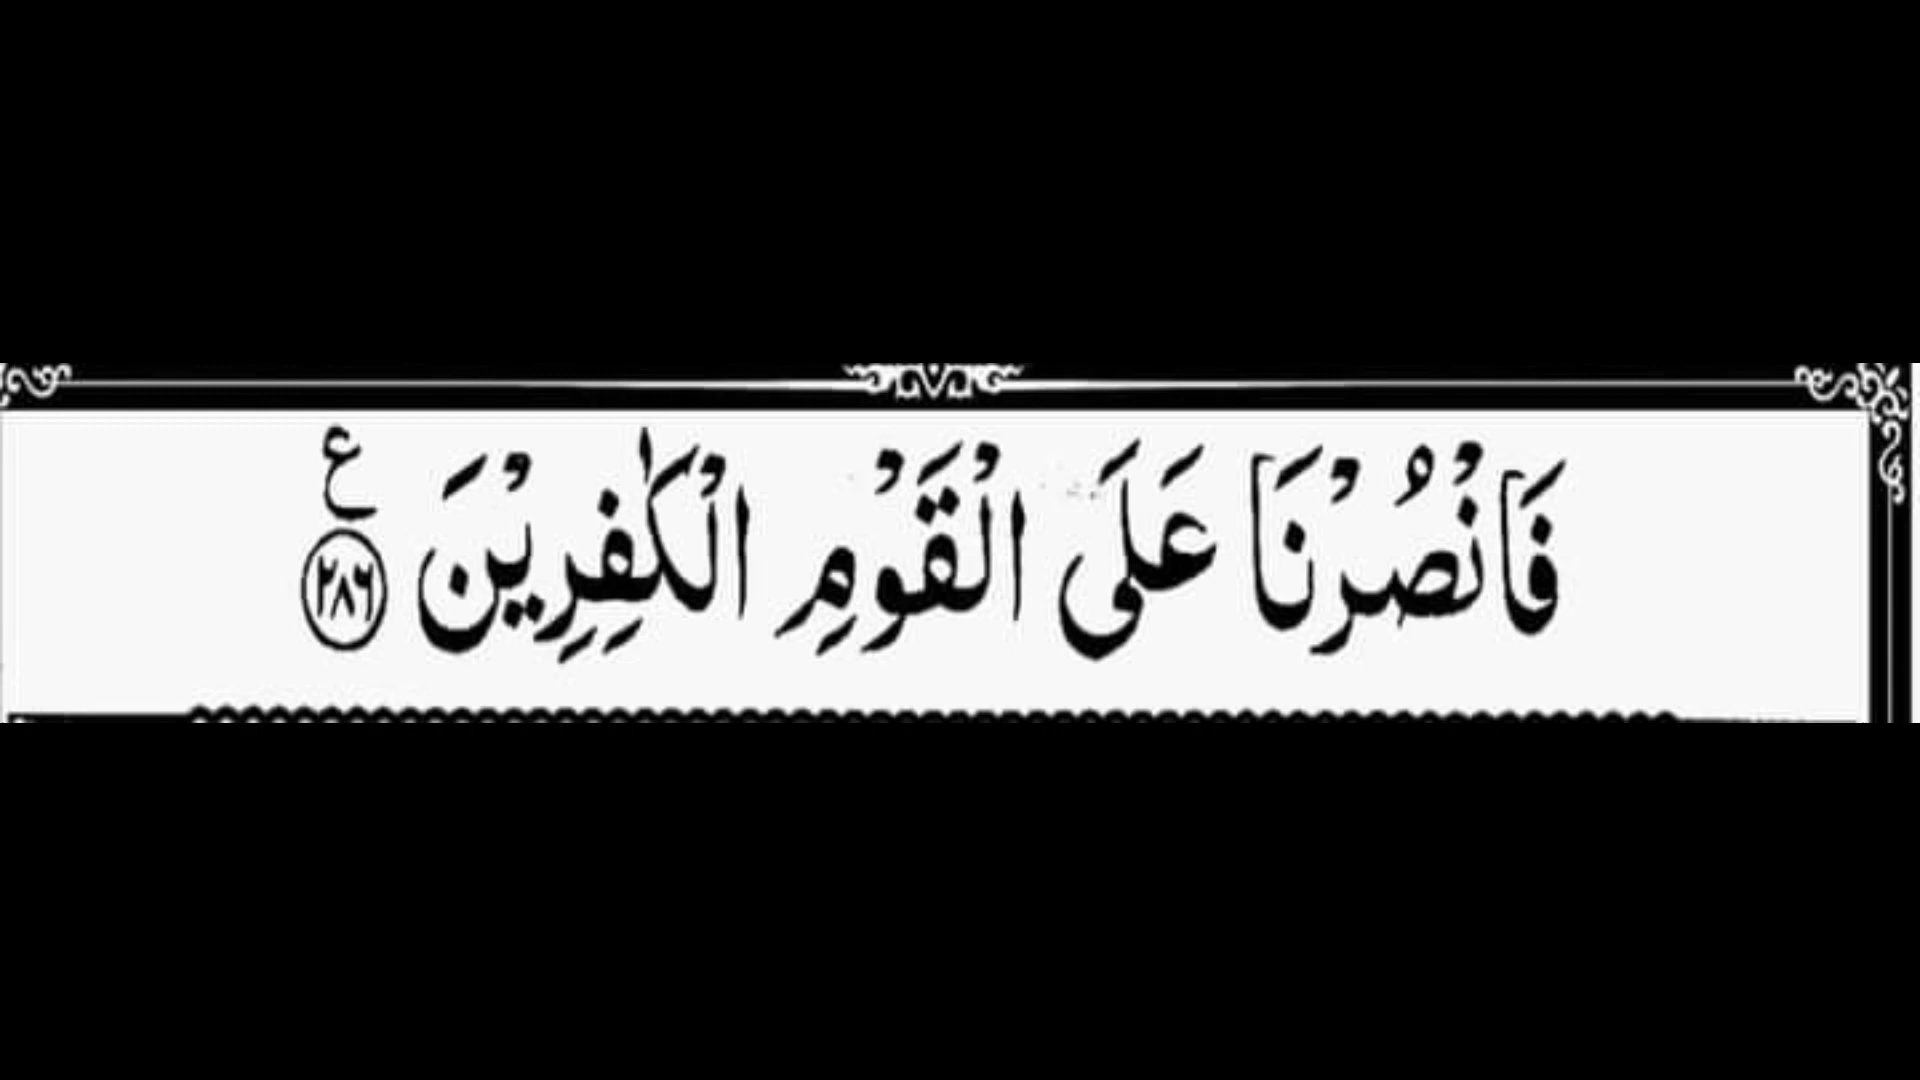 فَانْصُرْنَا عَلَى الْقَوْمِ الْكٰفِرِيْنَ ۲۸۶ ع